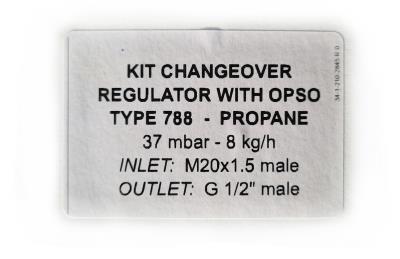 KIT CHANGEOVER
REGULATOR WITH OPSO
TYPE 788 - PROPANE
37 mbar - 8 kg/h
INLET: M20x1.5 male
OUTLET: G 1/2" male